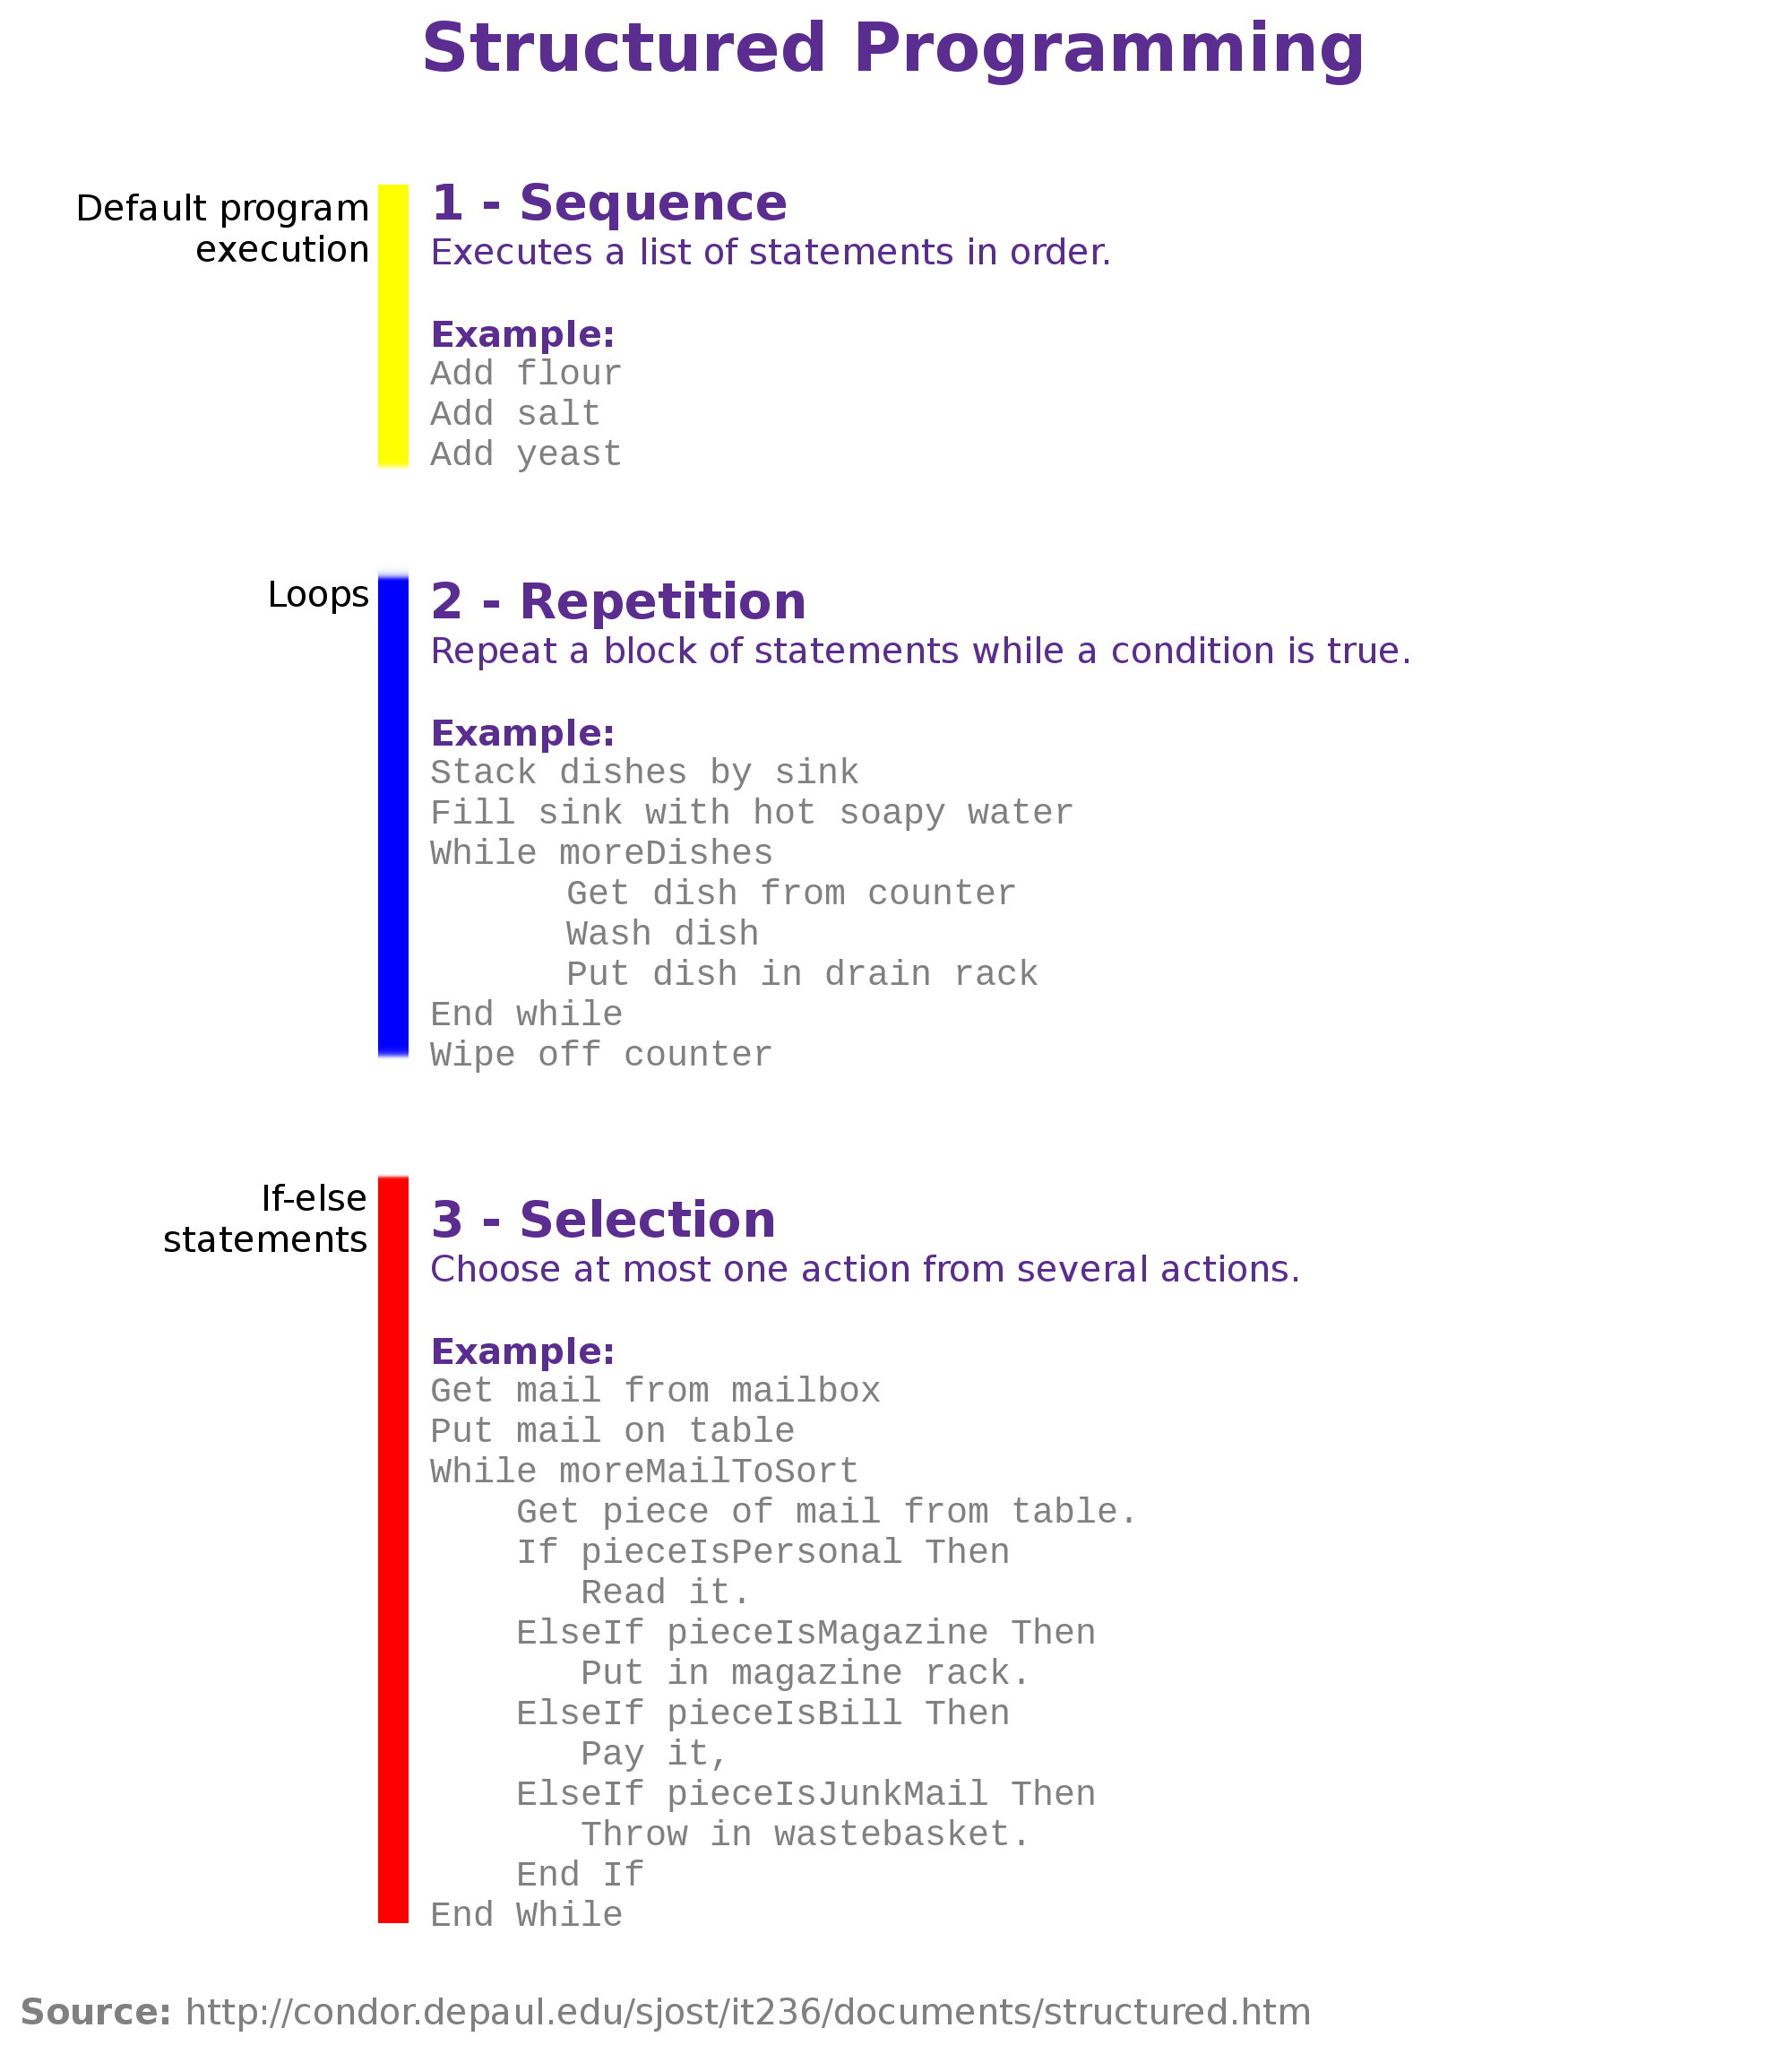 Structured Programming
Default program
execution
1 - Sequence
Executes a list of statements in order.
Example:
Add flour
Add salt
Add yeast
Loops
2 - Repetition
Repeat a block of statements while a condition is true.
Example:
Stack dishes by sink
Fill sink with hot soapy water
While moreDishes
Get dish from counter
Wash dish
Put dish in drain rack
End while
Wipe off counter
If-else
statements
3 - Selection
Choose at most one action from several actions.
Example:
Get mail from mailbox
Put mail on table
While moreMailToSort
Get piece of mail from table.
If pieceIsPersonal Then
Read it.
ElseIf pieceIsMagazine Then
Put in magazine rack.
ElseIf pieceIsBill Then
Pay it,
ElseIf pieceIsJunkMail Then
Throw in wastebasket.
End If
End While
Source: http://condor.depaul.edu/sjost/it236/documents/structured.htm